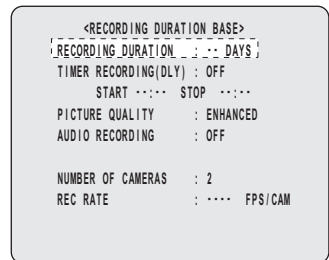 <RECORDING DURATION BASE>
RECORDING DURATION : -- DAYS
TIMER RECORDING(DLY) : OFF
START --:-- STOP --:--
PICTURE QUALITY : ENHANCED
AUDIO RECORDING : OFF
NUMBER OF CAMERAS : 2
REC RATE : ---- FPS/CAM